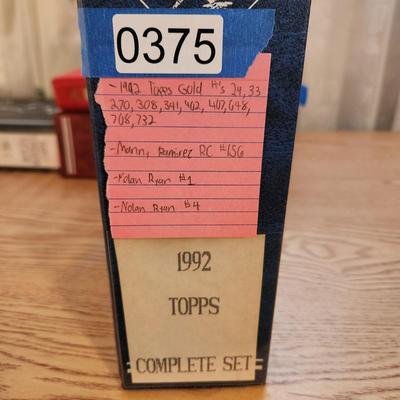 0375
-1992 Topps Gold #'s 24, 33
270, 308, 341, 402, 407, 648,
708, 732
-Manny Ramirez RC #156
-Nolan Ryan #1
-Nolan Ryan #4
1992
TOPPS
COMPLETE SET